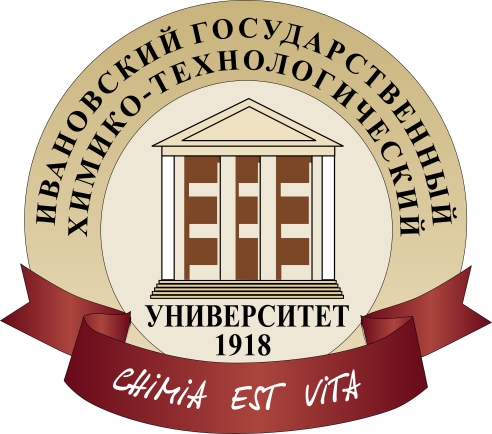 ИВАНОВСКИЙ ГОСУДАРСТВЕННЫЙ
ХИМИКО-ТЕХНОЛОГИЧЕСКИЙ
УНИВЕРСИТЕТ
1918
CHiMiA EST ViTA